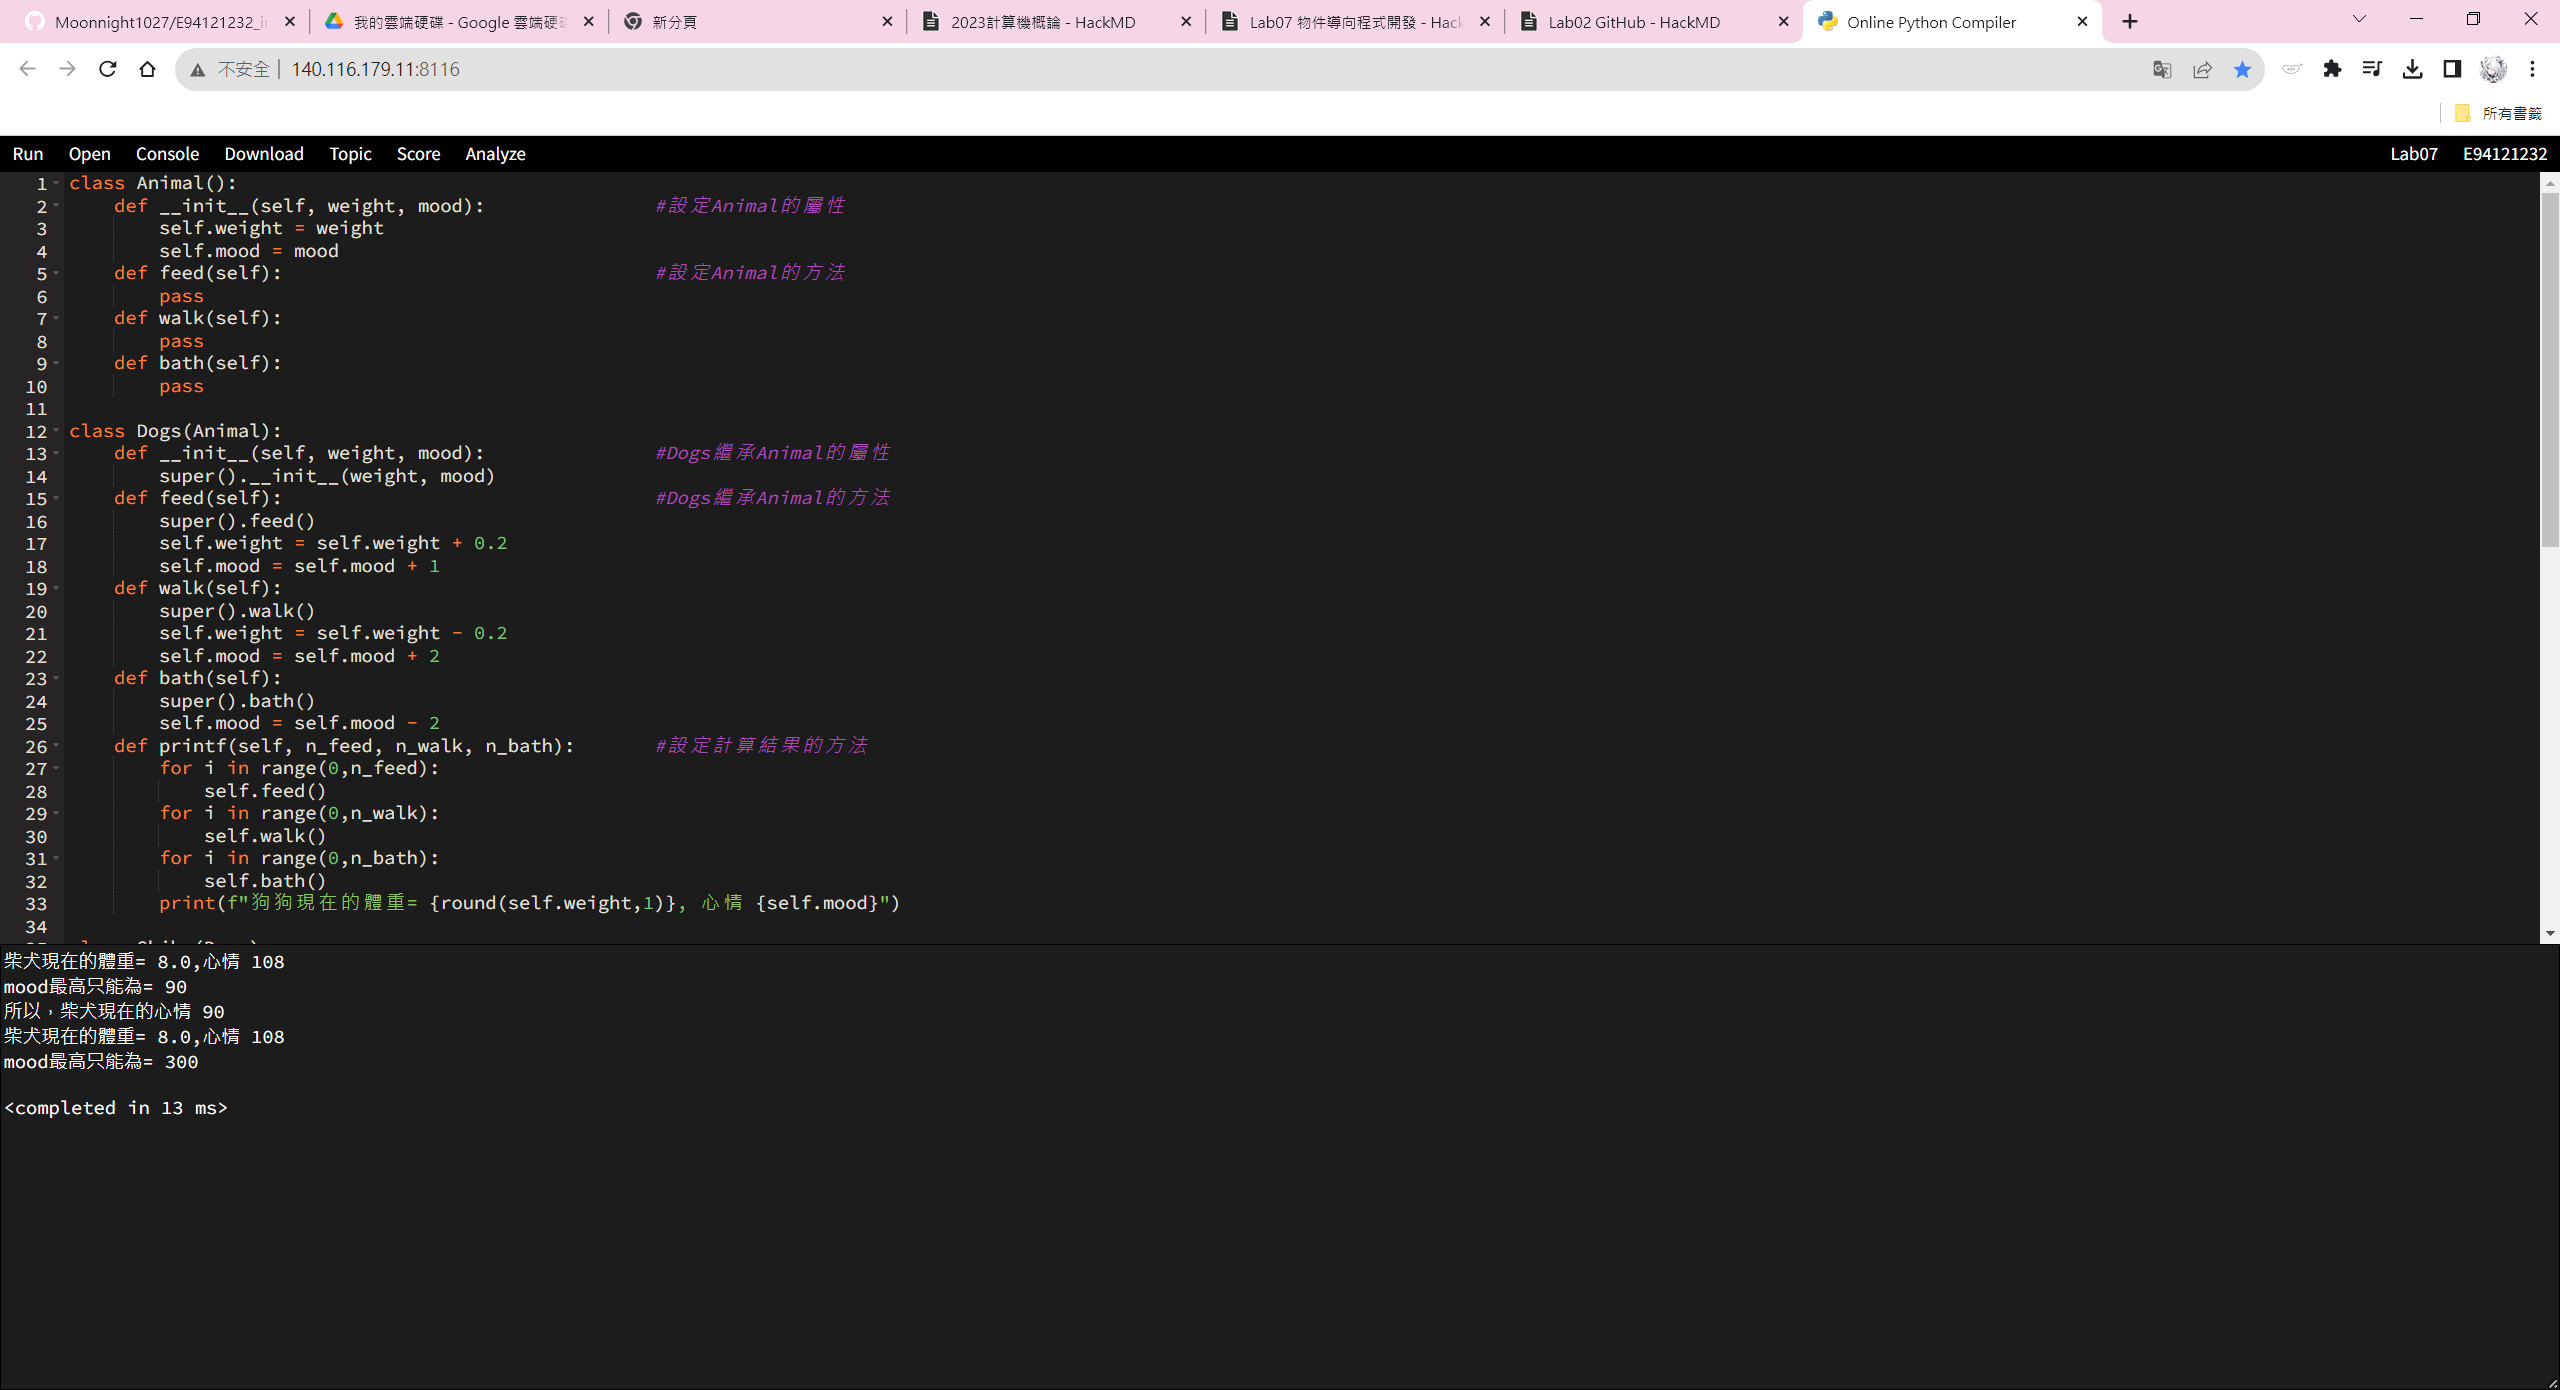 Moonnight1027/E94121232_in
我的雲端硬碟 - Google 雲端硬碟
新分頁
2023計算機概論 - HackMD
Lab07 物件導向程式開發 - Hack
Lab02 GitHub - HackMD
Online Python Compiler
不安全 140.116.179.11:8116
所有書籤
Run Open Console Download Topic Score Analyze Lab07 E94121232
1 class Animal():
2 def __init__(self, weight, mood): #設定Animal的屬性
3 self.weight = weight
4 self.mood = mood
5 def feed(self): #設定Animal的方法
6 pass
7 def walk(self):
8 pass
9 def bath(self):
10 pass
11
12 class Dogs(Animal):
13 def __init__(self, weight, mood): #Dogs繼承Animal的屬性
14 super().__init__(weight, mood)
15 def feed(self): #Dogs繼承Animal的方法
16 super().feed()
17 self.weight = self.weight + 0.2
18 self.mood = self.mood + 1
19 def walk(self):
20 super().walk()
21 self.weight = self.weight - 0.2
22 self.mood = self.mood + 2
23 def bath(self):
24 super().bath()
25 self.mood = self.mood - 2
26 def printf(self, n_feed, n_walk, n_bath): #設定計算結果的方法
27 for i in range(0,n_feed):
28 self.feed()
29 for i in range(0,n_walk):
30 self.walk()
31 for i in range(0,n_bath):
32 self.bath()
33 print(f"狗狗現在的體重= {round(self.weight,1)}, 心情 {self.mood}")
34
柴犬現在的體重= 8.0,心情 108
mood最高只能為= 90
所以，柴犬現在的心情 90
柴犬現在的體重= 8.0,心情 108
mood最高只能為= 300
<completed in 13 ms>